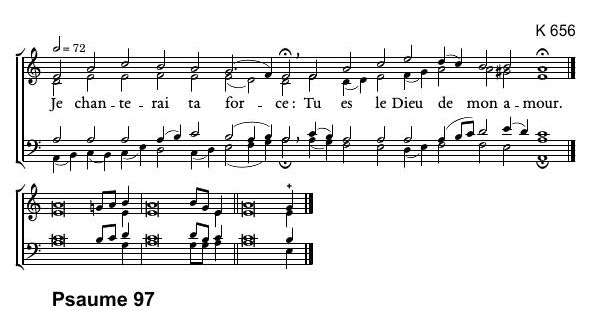 K 656
= 72
Je chan - te - rai ta for - ce: Tu es le Dieu de mon a - mour.
Psaume 97